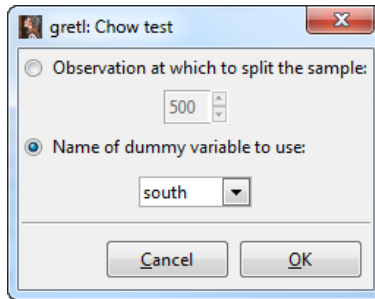 gretl: Chow test
Observation at which to split the sample:
500
Name of dummy variable to use:
south
Cancel OK